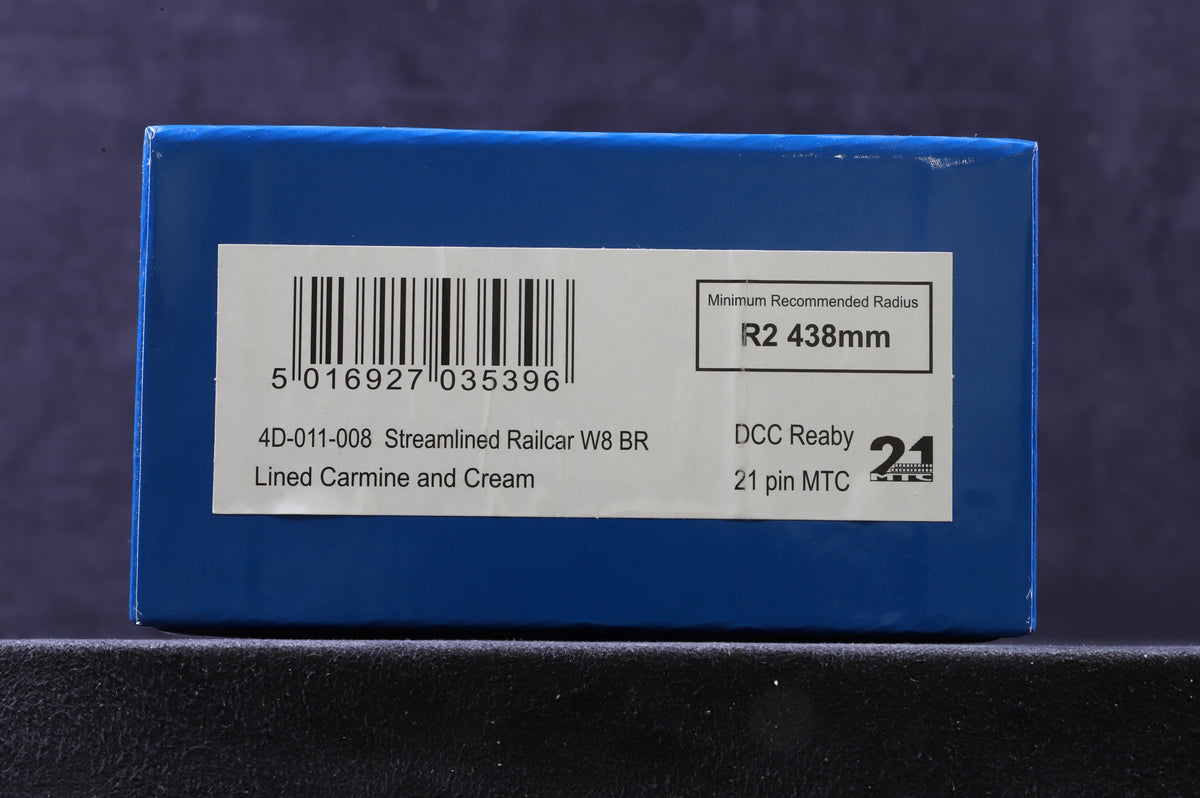 5 016927 035396
Minimum Recommended Radius
R2 438mm
4D-011-008 Streamlined Railcar W8 BR
Lined Carmine and Cream
DCC Reaby
21 pin MTC
21
MTC